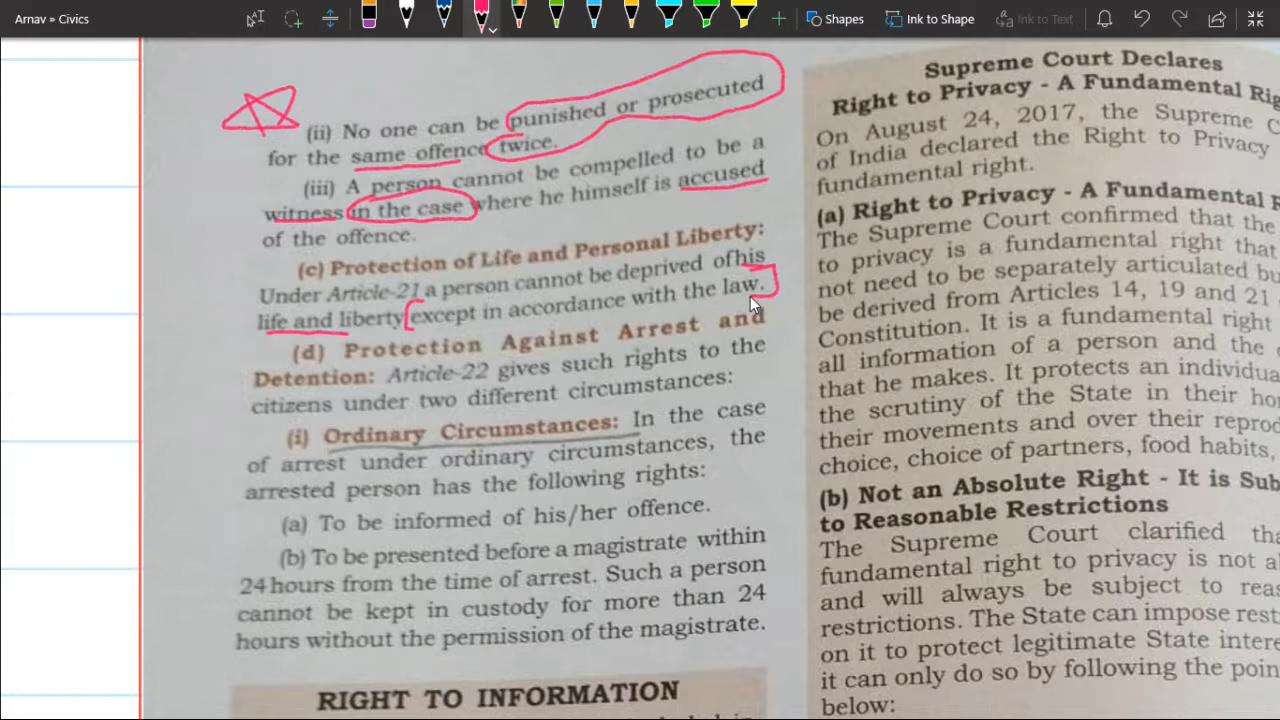 Arnav » Civics
Shapes
Ink to Shape
Ink to Text
(ii) No one can be punished or prosecuted
for the same offence twice.
(iii) A person cannot be compelled to be a
witness in the case where he himself is accused
of the offence.
(c) Protection of Life and Personal Liberty:
Under Article-21 a person cannot be deprived of his
life and liberty except in accordance with the law.
(d) Protection Against Arrest and
Detention: Article-22 gives such rights to the
citizens under two different circumstances:
(i) Ordinary Circumstances: In the case
of arrest under ordinary circumstances, the
arrested person has the following rights:
(a) To be informed of his/her offence.
(b) To be presented before a magistrate within
24 hours from the time of arrest. Such a person
cannot be kept in custody for more than 24
hours without the permission of the magistrate.
RIGHT TO INFORMATION
Supreme Court Declares
Right to Privacy - A Fundamental
On August 24, 2017, the Supreme
of India declared the Right to Privacy
fundamental right.
(a) Right to Privacy - A Fundamental
The Supreme Court confirmed that the
to privacy is a fundamental right that
not need to be separately articulated
be derived from Articles 14, 19 and 21
Constitution. It is a fundamental right
all information of a person and the
that he makes. It protects an
the scrutiny of the State in their
their movements and over their
choice, choice of partners, food habits,
(b) Not an Absolute Right - It is
to Reasonable Restrictions
The Supreme Court clarified
fundamental right to privacy is not
and will always be subject to
restrictions. The State can impose
on it to protect legitimate State
it can only do so by following the
below: